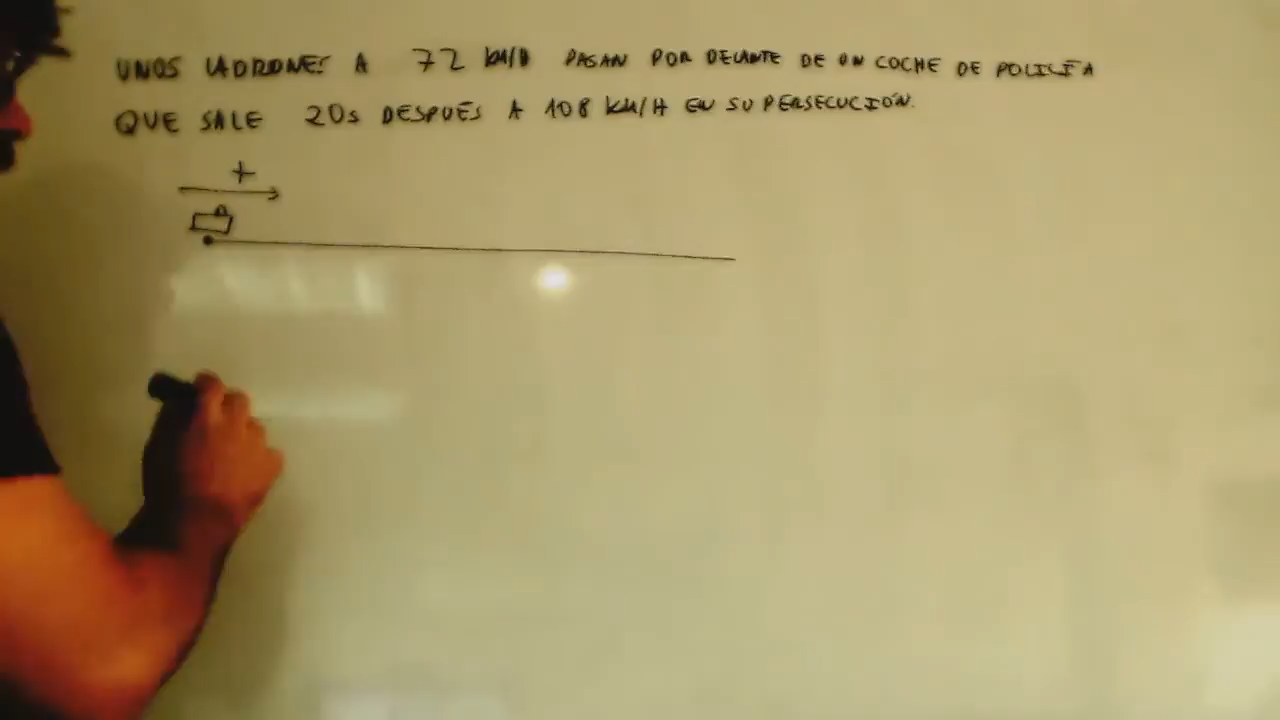 UNOS LADRONES A 72 KM/H PASAN POR DELANTE DE UN COCHE DE POLICÍA
QUE SALE 20s DESPUÉS A 108 KM/H EN SU PERSECUCIÓN.
+